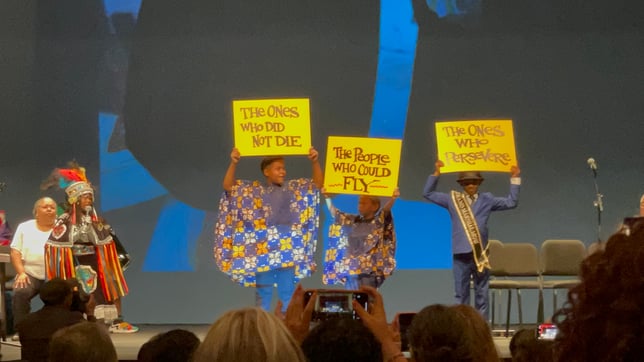 THE ONES
WHO DID
NOT DIE
THE PEOPLE
WHO COULD
FLY
THE ONES
WHO
PERSEVERE